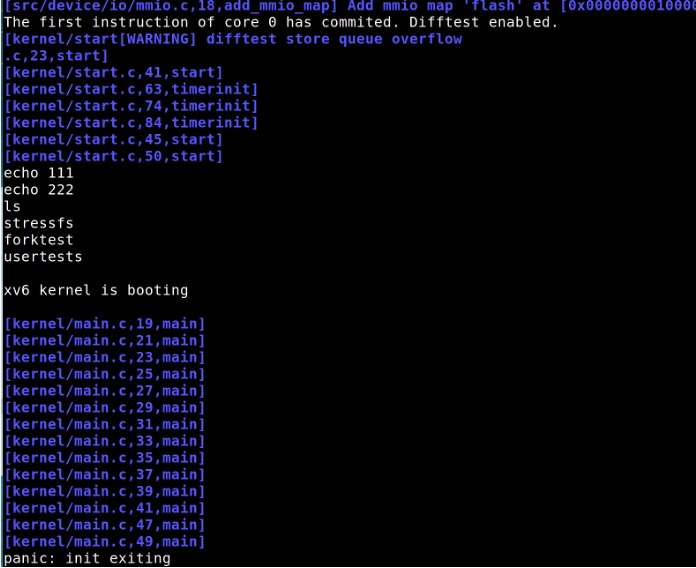 [src/device/io/mmio.c,18,add_mmio_map] Add mmio map 'flash' at [0x0000000010000
The first instruction of core 0 has commited. Difftest enabled.
[kernel/start[WARNING] difftest store queue overflow
.c,23,start]
[kernel/start.c,41,start]
[kernel/start.c,63,timerinit]
[kernel/start.c,74,timerinit]
[kernel/start.c,84,timerinit]
[kernel/start.c,45,start]
[kernel/start.c,50,start]
echo 111
echo 222
ls
stressfs
forktest
usertests
xv6 kernel is booting
[kernel/main.c,19,main]
[kernel/main.c,21,main]
[kernel/main.c,23,main]
[kernel/main.c,25,main]
[kernel/main.c,27,main]
[kernel/main.c,29,main]
[kernel/main.c,31,main]
[kernel/main.c,33,main]
[kernel/main.c,35,main]
[kernel/main.c,37,main]
[kernel/main.c,39,main]
[kernel/main.c,41,main]
[kernel/main.c,47,main]
[kernel/main.c,49,main]
panic: init exiting